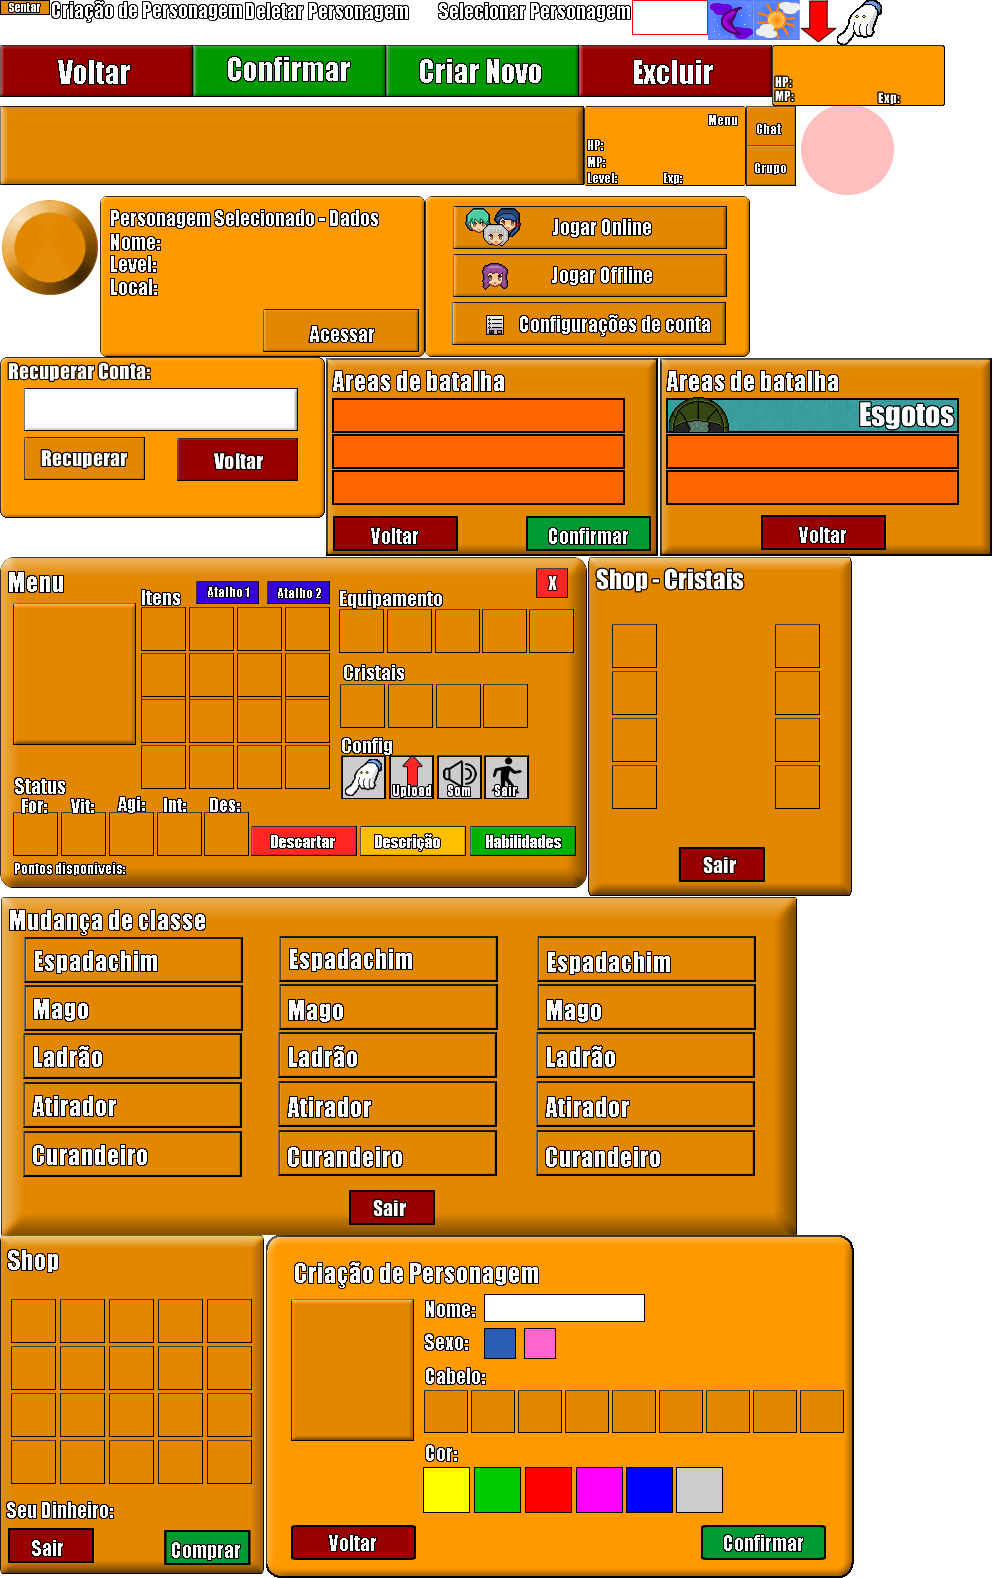 Sentar
Criação de Personagem
Deletar Personagem
Selecionar Personagem
Voltar
Confirmar
Criar Novo
Excluir
HP:
MP:
Exp:
Menu
HP:
MP:
Level:
Exp:
Chat
Grupo
Personagem Selecionado - Dados
Nome:
Level:
Local:
Acessar
Jogar Online
Jogar Offline
Configurações de conta
Recuperar Conta:
Recuperar
Voltar
Areas de batalha
Voltar
Confirmar
Areas de batalha
Esgotos
Voltar
Menu
Itens
Atalho 1
Atalho 2
Equipamento
X
Cristais
Config
Upload
Som
Sair
Status
For:
Vit:
Agi:
Int:
Des:
Descartar
Descrição
Habilidades
Pontos disponiveis:
Shop - Cristais
Sair
Mudança de classe
Espadachim
Mago
Ladrão
Atirador
Curandeiro
Espadachim
Mago
Ladrão
Atirador
Curandeiro
Espadachim
Mago
Ladrão
Atirador
Curandeiro
Sair
Shop
Seu Dinheiro:
Sair
Comprar
Criação de Personagem
Nome:
Sexo:
Cabelo:
Cor:
Voltar
Confirmar